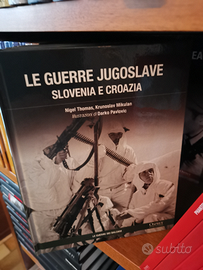 LE GUERRE JUGOSLAVE
SLOVENIA E CROAZIA
Nigel Thomas, Krunoslav Mikulan
Illustrazioni di Darko Pavlovic
subito